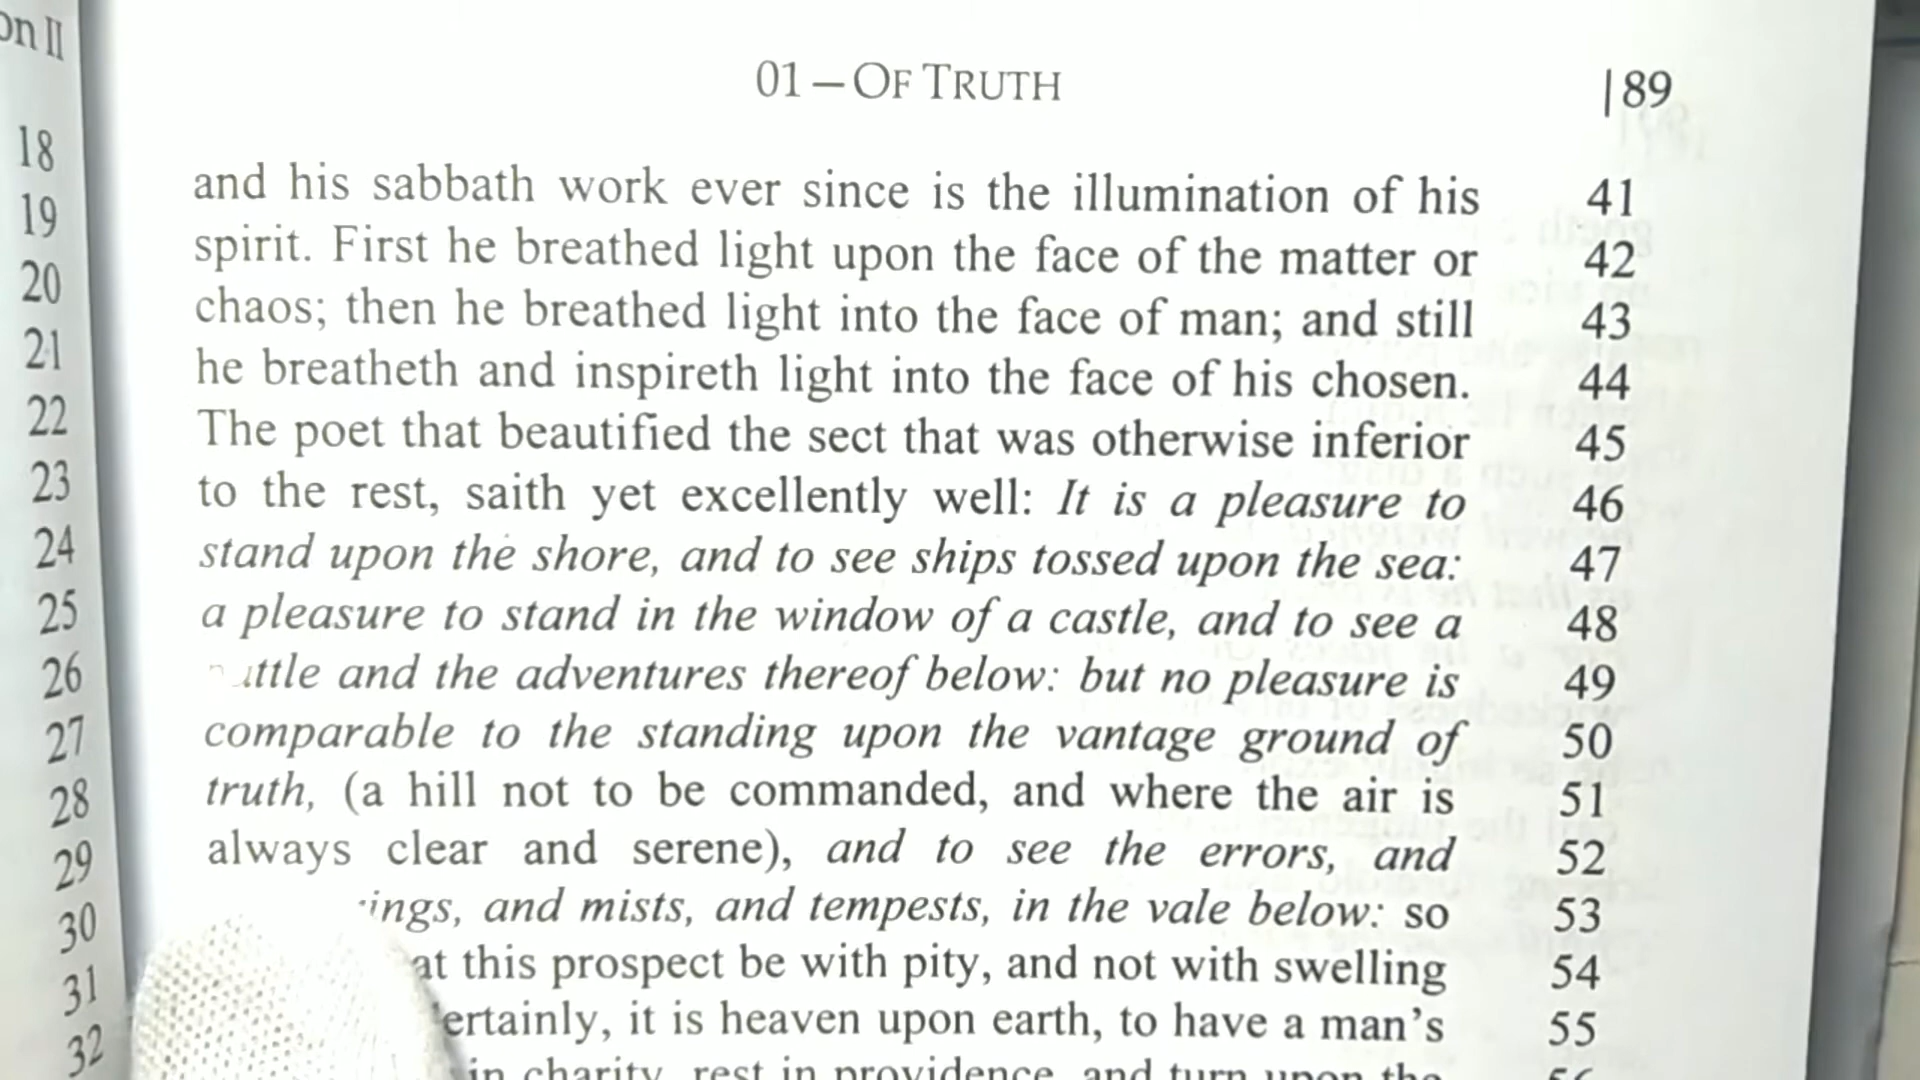 on II
01 – OF TRUTH |89
18
19
20
21
22
23
24
25
26
27
28
29
30
31
32
and his sabbath work ever since is the illumination of his 41
spirit. First he breathed light upon the face of the matter or 42
chaos; then he breathed light into the face of man; and still 43
he breatheth and inspireth light into the face of his chosen. 44
The poet that beautified the sect that was otherwise inferior 45
to the rest, saith yet excellently well: It is a pleasure to 46
stand upon the shore, and to see ships tossed upon the sea: 47
a pleasure to stand in the window of a castle, and to see a 48
and the adventures thereof below: but no pleasure is 49
comparable to the standing upon the vantage ground of 50
truth, (a hill not to be commanded, and where the air is 51
always clear and serene), and to see the errors, and 52
and mists, and tempests, in the vale below: so 53
this prospect be with pity, and not with swelling 54
it is heaven upon earth, to have a man's 55
in charity, rest in providence, and turn upon the